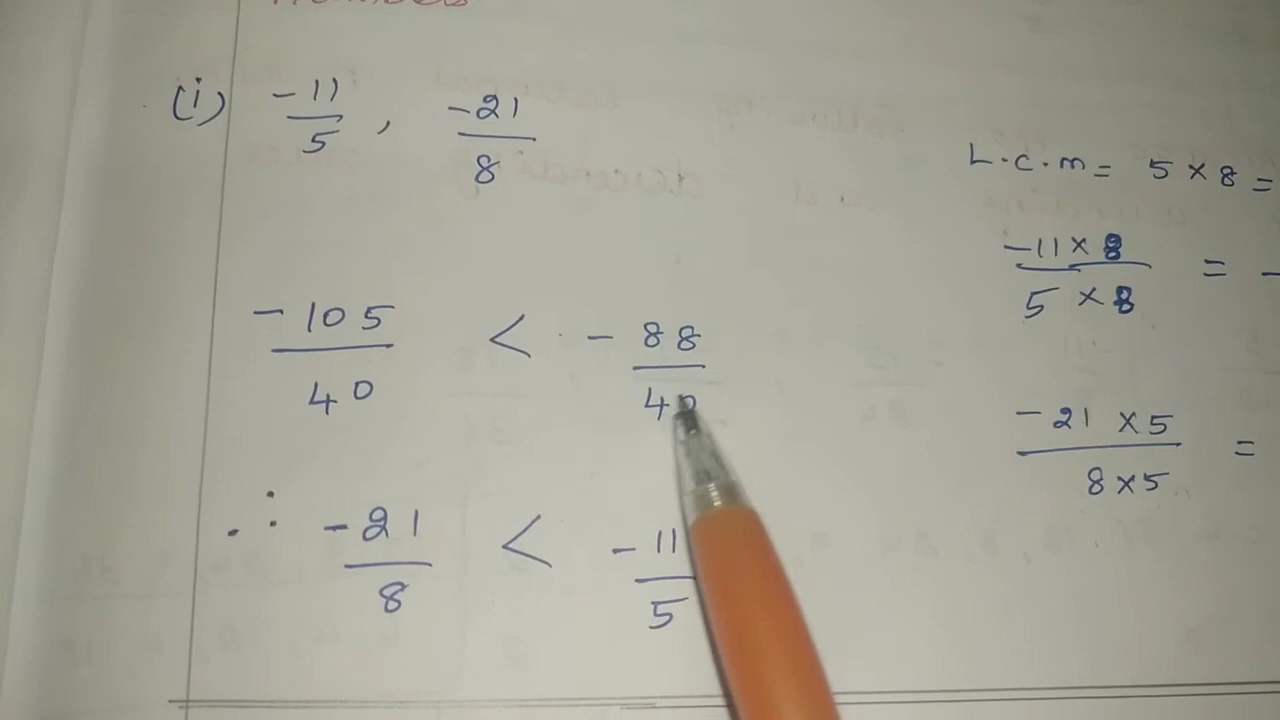 (i) -11/5 , -21/8
L.c.m = 5 × 8 =
-11 × 8 / 5 × 8 = -
-105/40 < -88/40
-21 × 5 / 8 × 5 =
∴ -21/8 < -11/5